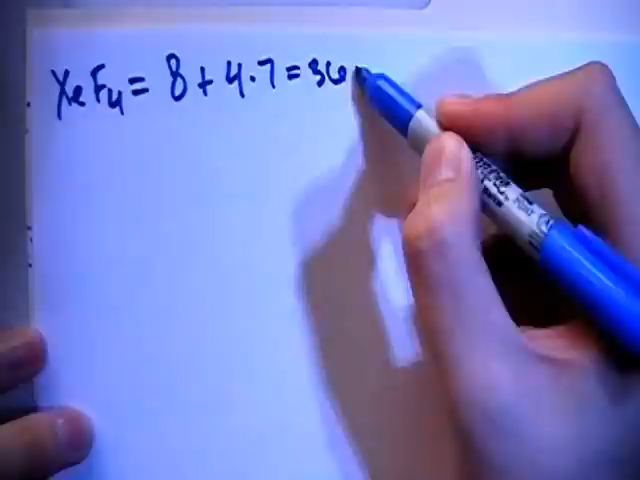 XeF₄ = 8 + 4·7 = 36